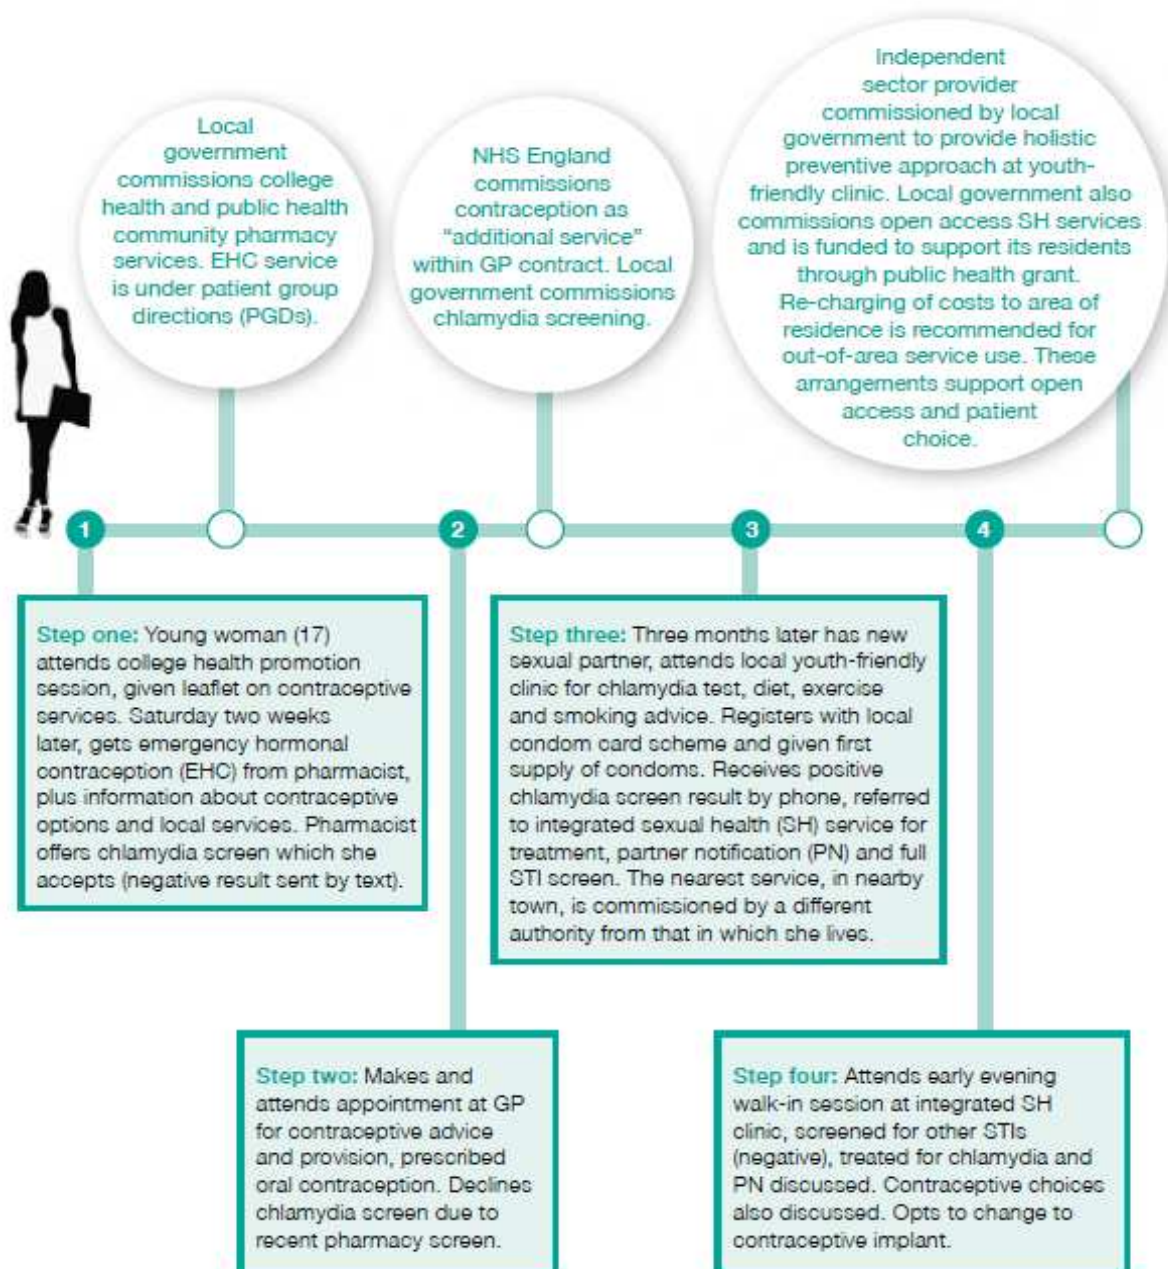 Local
government
commissions college
health and public health
community pharmacy
services. EHC service
is under patient group
directions (PGDs).
NHS England
commissions
contraception as
"additional service"
within GP contract. Local
government commissions
chlamydia screening.
Independent
sector provider
commissioned by local
government to provide holistic
preventive approach at youth-
friendly clinic. Local government also
commissions open access SH services
and is funded to support its residents
through public health grant.
Re-charging of costs to area of
residence is recommended for
out-of-area service use. These
arrangements support open
access and patient
choice.
1
2
3
4
Step one: Young woman (17)
attends college health promotion
session, given leaflet on contraceptive
services. Saturday two weeks
later, gets emergency hormonal
contraception (EHC) from pharmacist,
plus information about contraceptive
options and local services. Pharmacist
offers chlamydia screen which she
accepts (negative result sent by text).
Step two: Makes and
attends appointment at GP
for contraceptive advice
and provision, prescribed
oral contraception. Declines
chlamydia screen due to
recent pharmacy screen.
Step three: Three months later has new
sexual partner, attends local youth-friendly
clinic for chlamydia test, diet, exercise
and smoking advice. Registers with local
condom card scheme and given first
supply of condoms. Receives positive
chlamydia screen result by phone, referred
to integrated sexual health (SH) service for
treatment, partner notification (PN) and full
STI screen. The nearest service, in nearby
town, is commissioned by a different
authority from that in which she lives.
Step four: Attends early evening
walk-in session at integrated SH
clinic, screened for other STIs
(negative), treated for chlamydia and
PN discussed. Contraceptive choices
also discussed. Opts to change to
contraceptive implant.